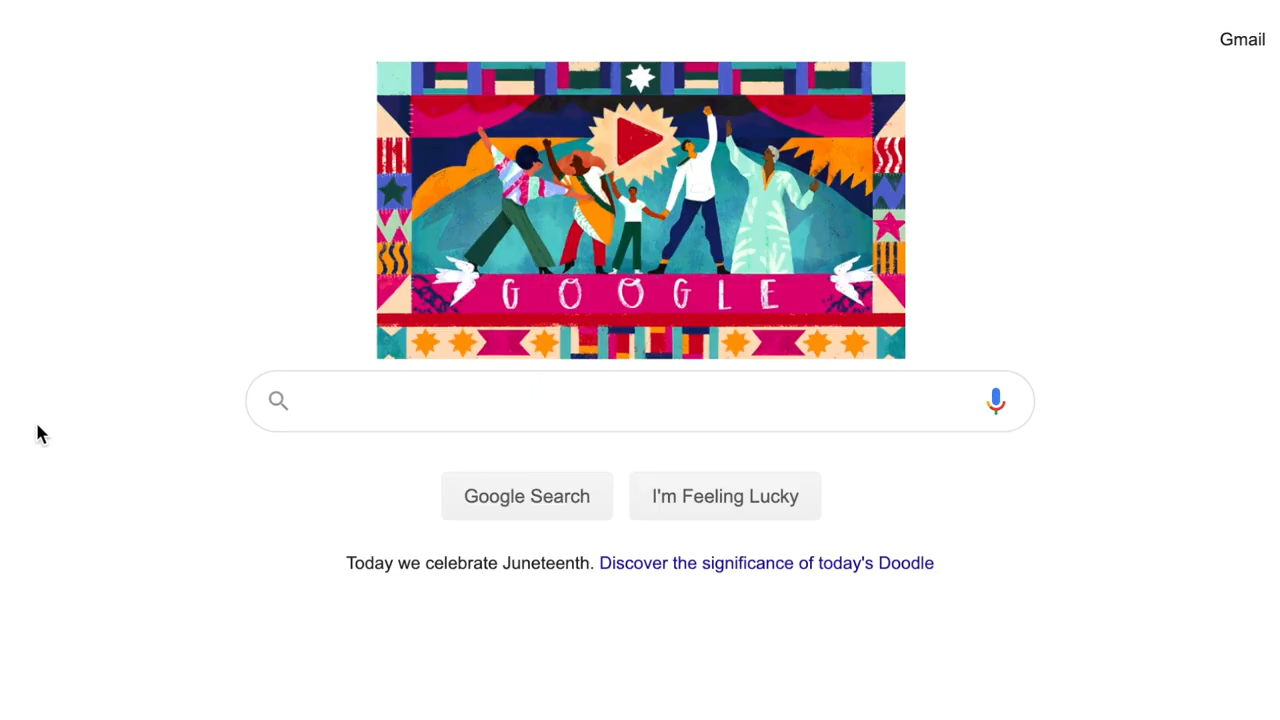 Gmail
GOOGLE
Google Search
I'm Feeling Lucky
Today we celebrate Juneteenth. Discover the significance of today's Doodle